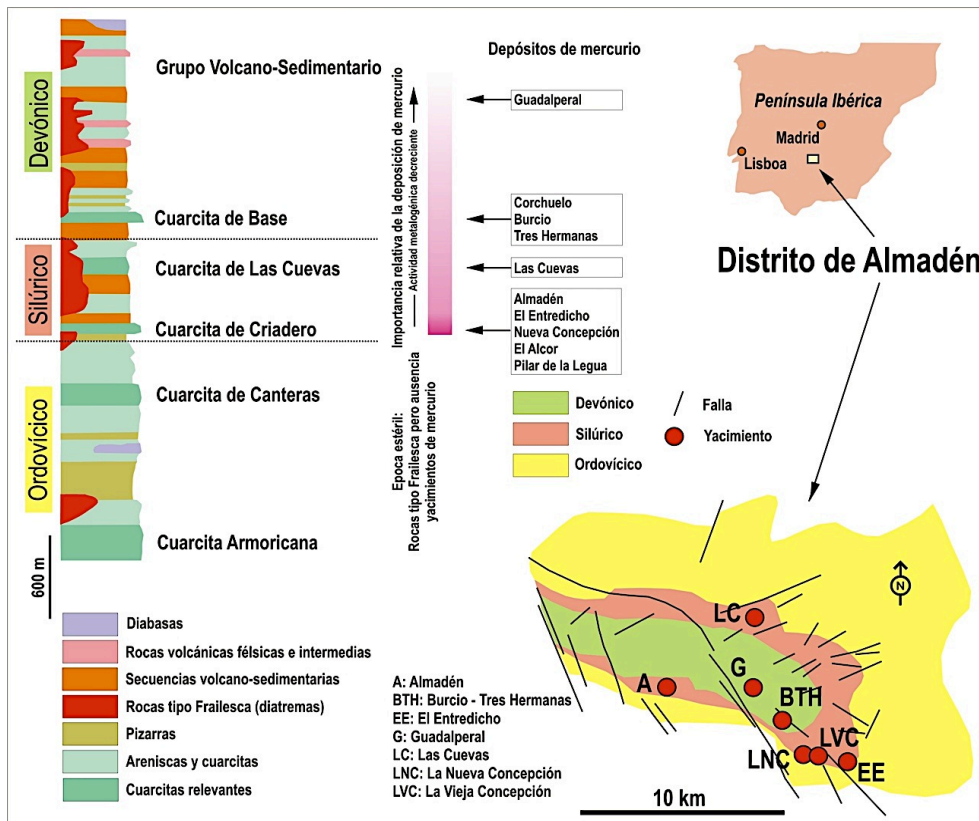 Devónico
Silúrico
Ordovícico
600 m
Grupo Volcano-Sedimentario
Cuarcita de Base
Cuarcita de Las Cuevas
Cuarcita de Criadero
Cuarcita de Canteras
Cuarcita Armoricana
Diabasas
Rocas volcánicas félsicas e intermedias
Secuencias volcano-sedimentarias
Rocas tipo Frailesca (diatremas)
Pizarras
Areniscas y cuarcitas
Cuarcitas relevantes
Importancia relativa de la deposición de mercurio
Actividad metalogénica decreciente
Epoca estéril:
Rocas tipo Frailesca pero ausencia
yacimientos de mercurio
Depósitos de mercurio
Guadalperal
Corchuelo
Burcio
Tres Hermanas
Las Cuevas
Almadén
El Entredicho
Nueva Concepción
El Alcor
Pilar de la Legua
Península Ibérica
Madrid
Lisboa
Distrito de Almadén
Devónico
Silúrico
Ordovícico
Falla
Yacimiento
N
LC
A
G
BTH
LNC
LVC
EE
A: Almadén
BTH: Burcio - Tres Hermanas
EE: El Entredicho
G: Guadalperal
LC: Las Cuevas
LNC: La Nueva Concepción
LVC: La Vieja Concepción
10 km